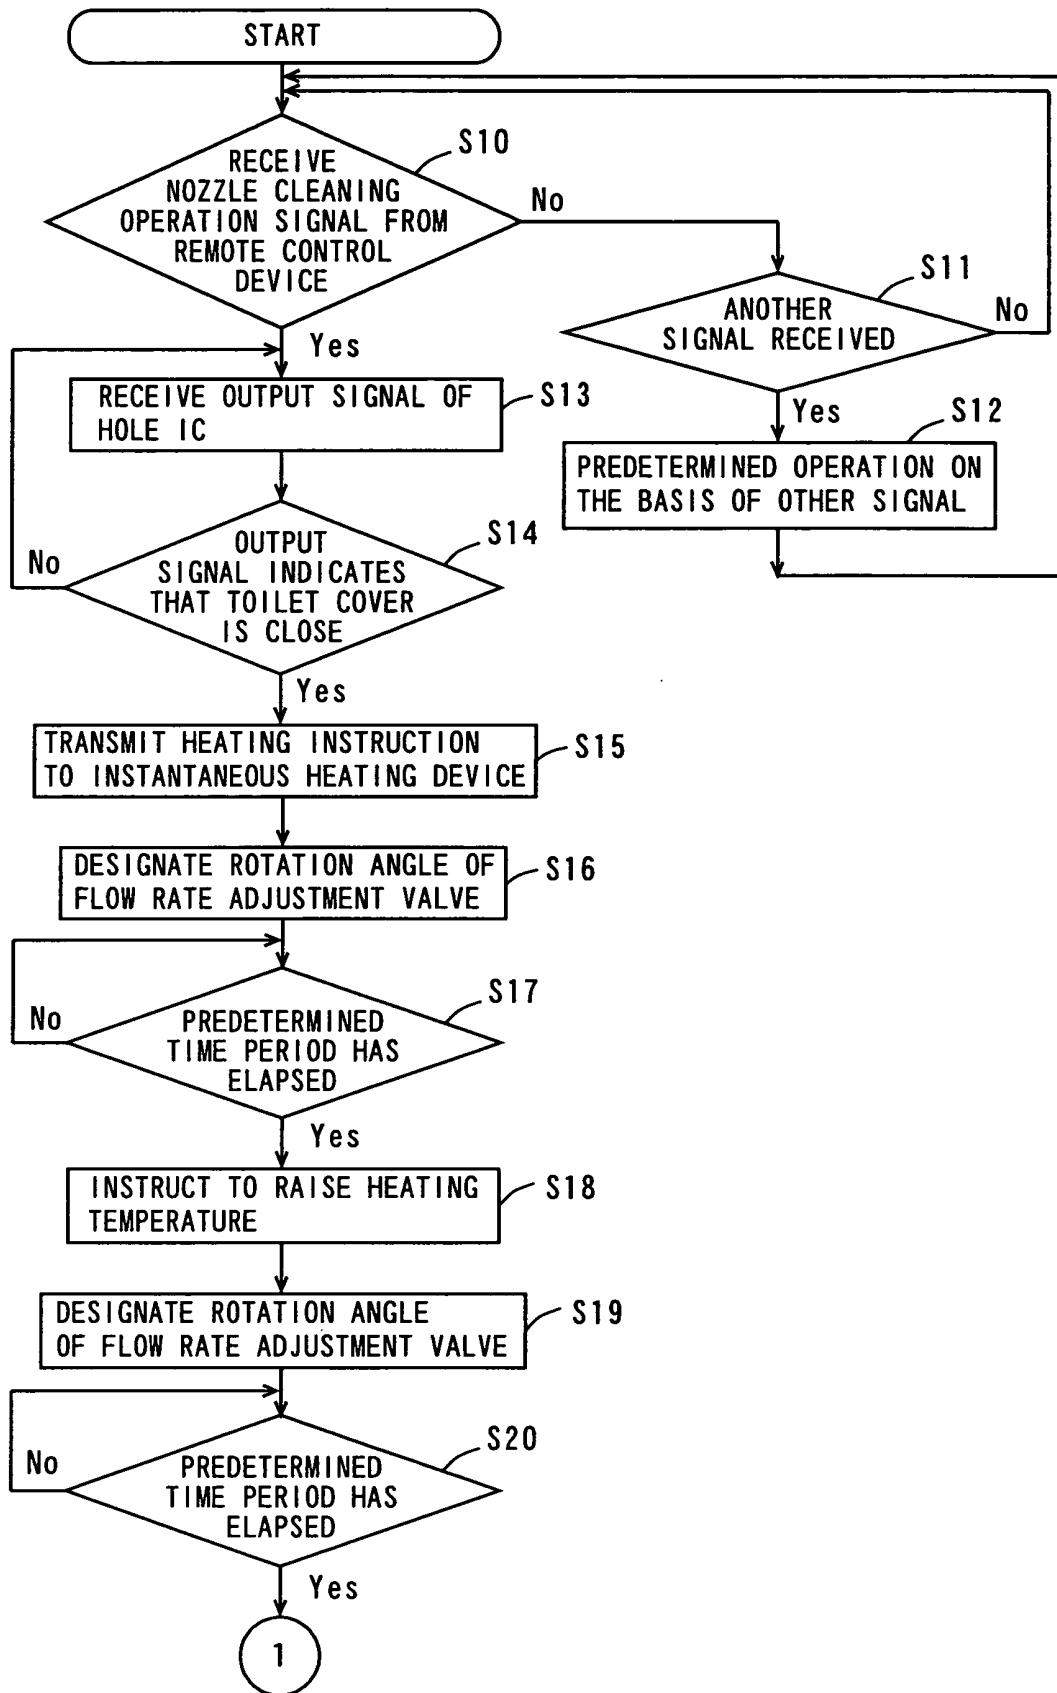 START
S10
RECEIVE
NOZZLE CLEANING
OPERATION SIGNAL FROM
REMOTE CONTROL
DEVICE
No
Yes
S11
ANOTHER
SIGNAL RECEIVED
No
Yes
S12
PREDETERMINED OPERATION ON
THE BASIS OF OTHER SIGNAL
RECEIVE OUTPUT SIGNAL OF
HOLE IC
S13
S14
OUTPUT
SIGNAL INDICATES
THAT TOILET COVER
IS CLOSE
No
Yes
TRANSMIT HEATING INSTRUCTION
TO INSTANTANEOUS HEATING DEVICE
S15
DESIGNATE ROTATION ANGLE OF
FLOW RATE ADJUSTMENT VALVE
S16
S17
PREDETERMINED
TIME PERIOD HAS
ELAPSED
No
Yes
INSTRUCT TO RAISE HEATING
TEMPERATURE
S18
DESIGNATE ROTATION ANGLE
OF FLOW RATE ADJUSTMENT VALVE
S19
S20
PREDETERMINED
TIME PERIOD HAS
ELAPSED
No
Yes
1